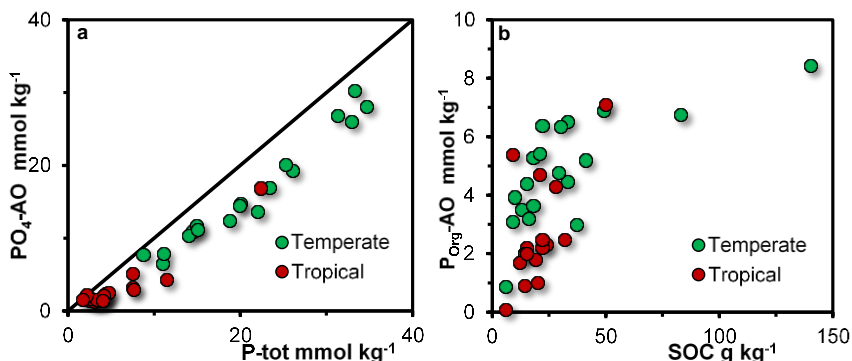 a
PO₄-AO mmol kg⁻¹
40
20
0
0
20
40
Temperate
Tropical
P-tot mmol kg⁻¹
b
P_Org-AO mmol kg⁻¹
10
8
6
4
2
0
0
50
100
150
Temperate
Tropical
SOC g kg⁻¹